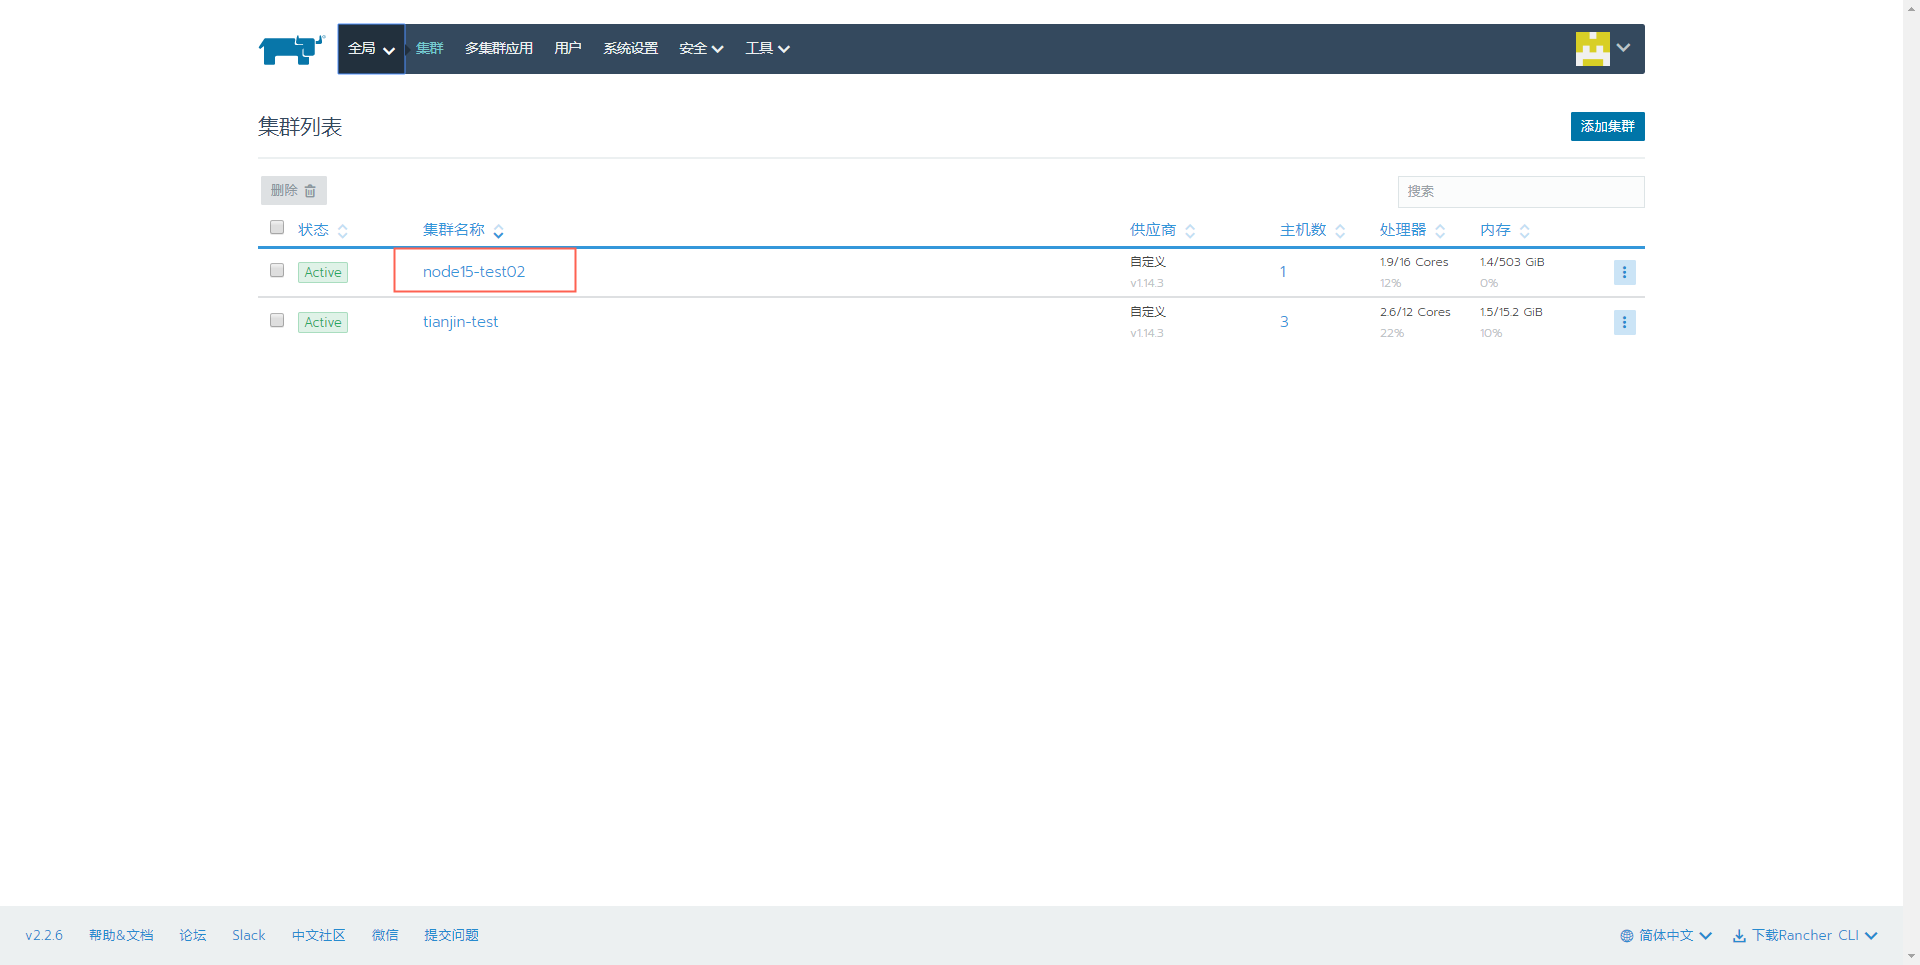 全局 集群 多集群应用 用户 系统设置 安全 工具
集群列表 添加集群
删除 搜索
状态 集群名称 供应商 主机数 处理器 内存
Active node15-test02 自定义 1 1.9/16 Cores 1.4/503 GiB
v1.14.3 12% 0%
Active tianjin-test 自定义 3 2.6/12 Cores 1.5/15.2 GiB
v1.14.3 22% 10%
v2.2.6 帮助&文档 论坛 Slack 中文社区 微信 提交问题 简体中文 下载Rancher CLI